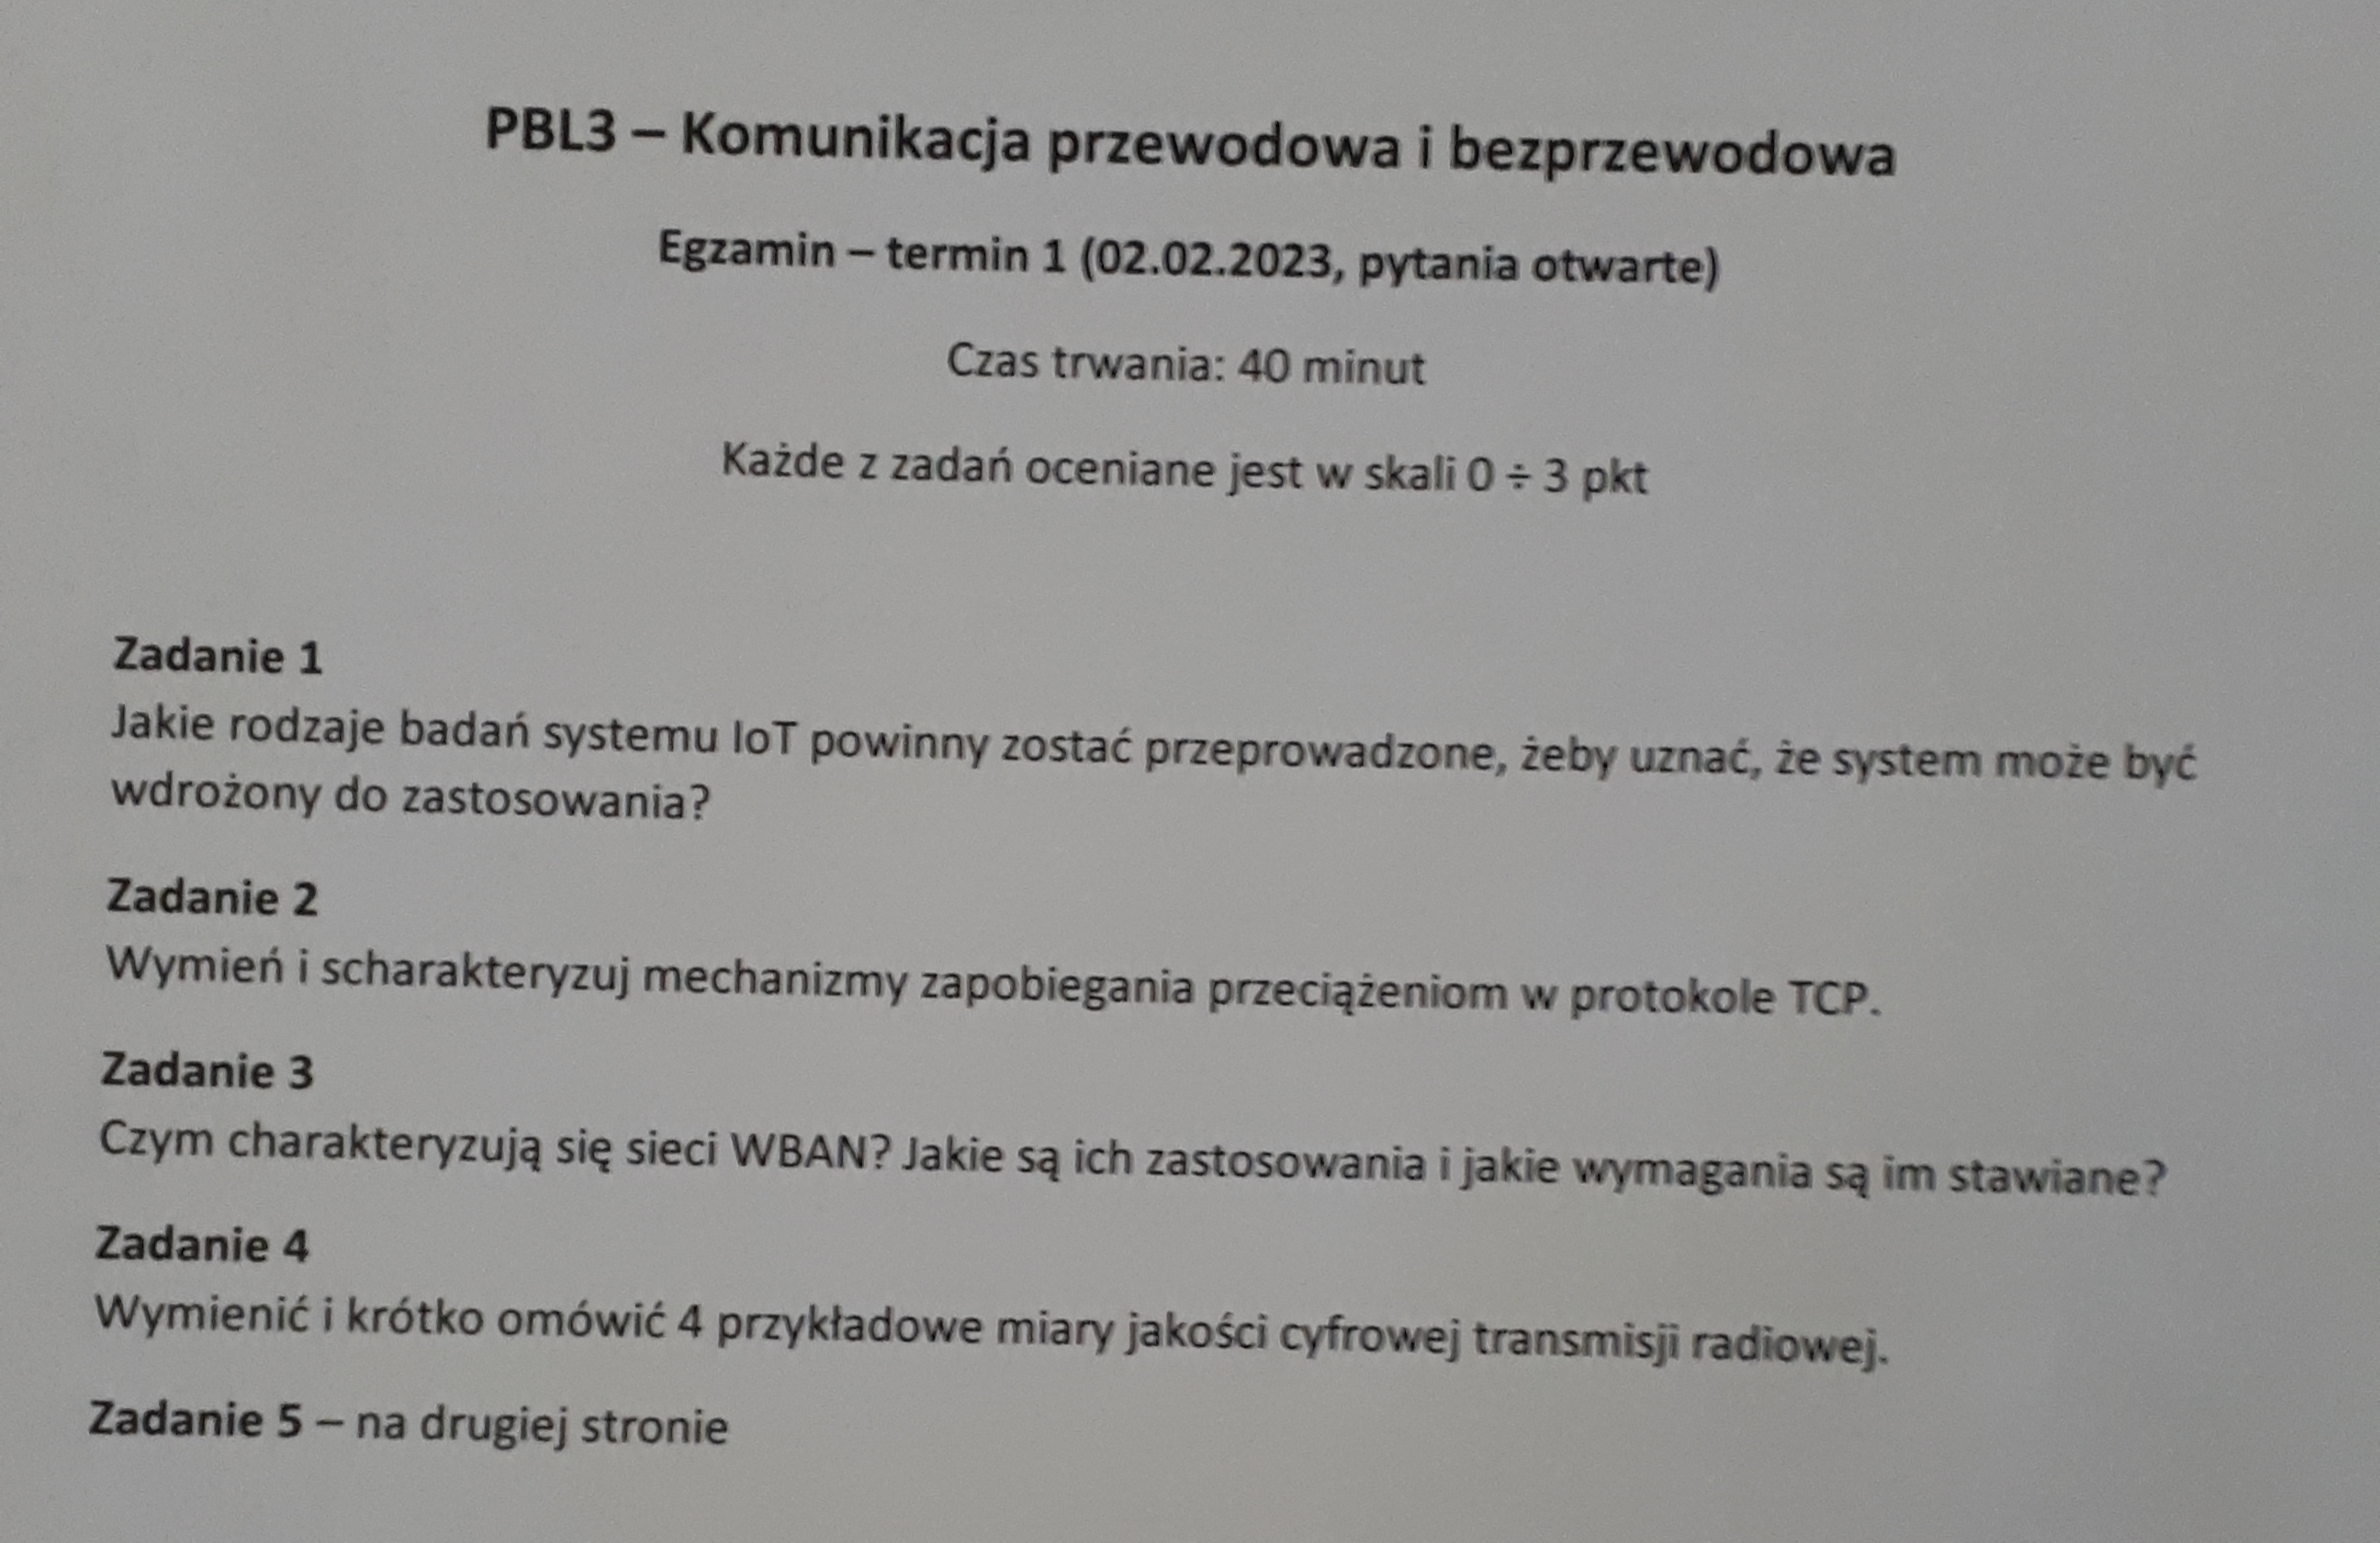 PBL3 – Komunikacja przewodowa i bezprzewodowa
Egzamin – termin 1 (02.02.2023, pytania otwarte)
Czas trwania: 40 minut
Każde z zadań oceniane jest w skali 0 ÷ 3 pkt
Zadanie 1
Jakie rodzaje badań systemu IoT powinny zostać przeprowadzone, żeby uznać, że system może być
wdrożony do zastosowania?
Zadanie 2
Wymień i scharakteryzuj mechanizmy zapobiegania przeciążeniom w protokole TCP.
Zadanie 3
Czym charakteryzują się sieci WBAN? Jakie są ich zastosowania i jakie wymagania są im stawiane?
Zadanie 4
Wymienić i krótko omówić 4 przykładowe miary jakości cyfrowej transmisji radiowej.
Zadanie 5 – na drugiej stronie